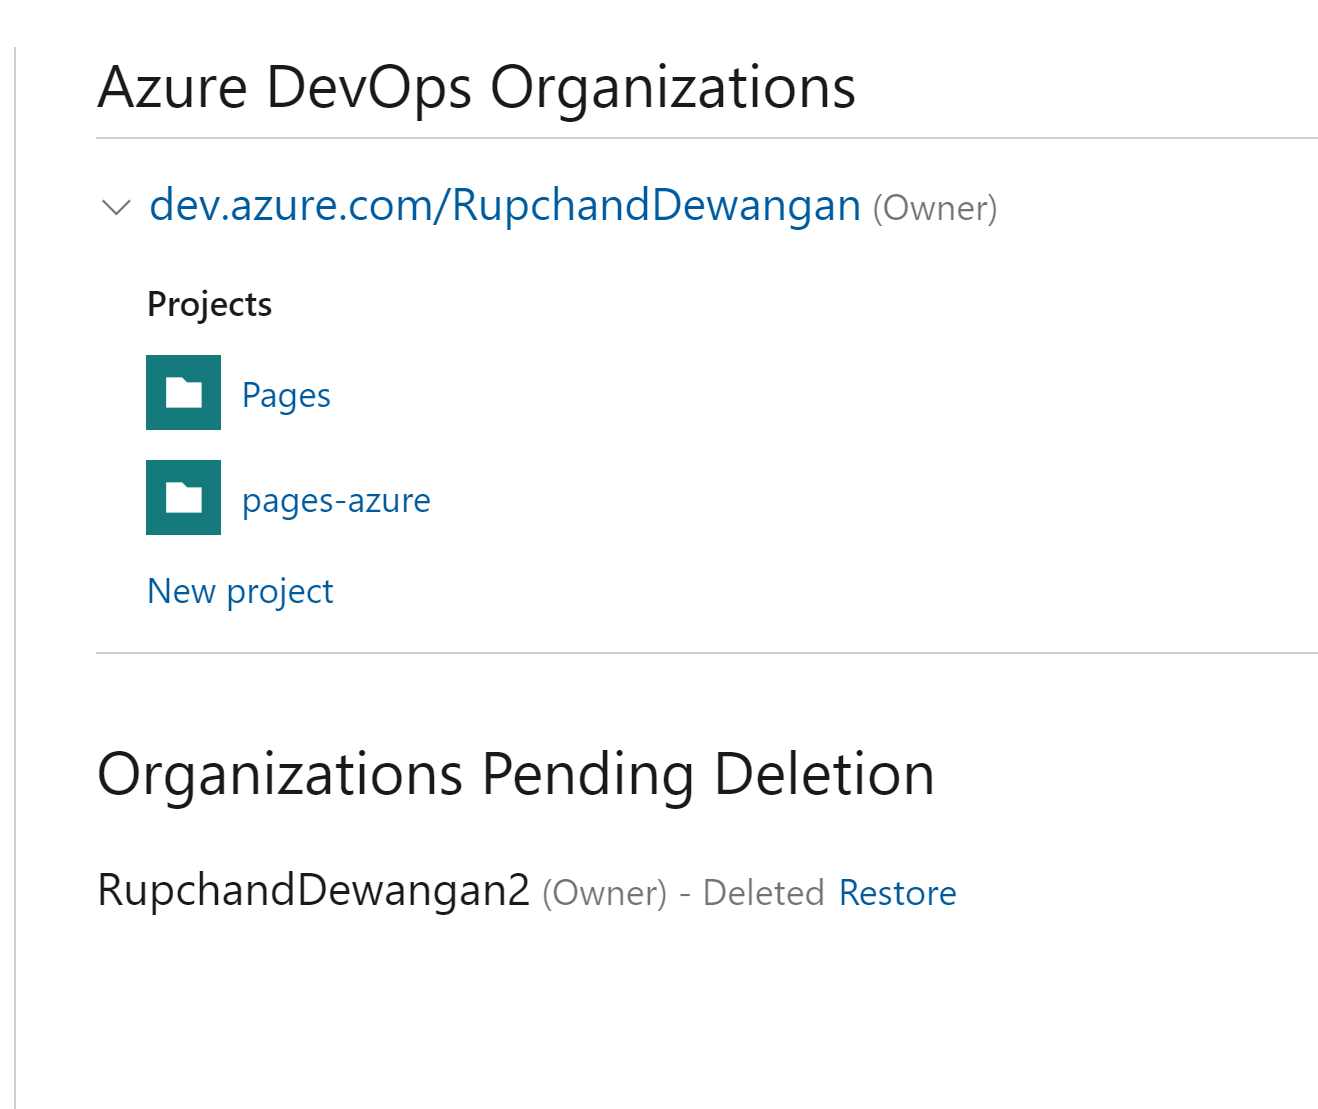 Azure DevOps Organizations
dev.azure.com/RupchandDewangan (Owner)
Projects
Pages
pages-azure
New project
Organizations Pending Deletion
RupchandDewangan2 (Owner) - Deleted Restore